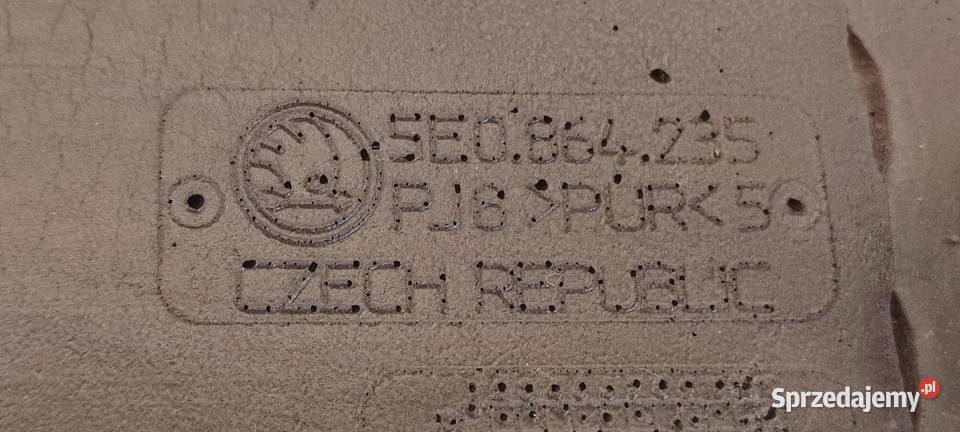 5E0.864.235
PJ6 >PUR< 5
CZECH REPUBLIC
Sprzedajemy.pl